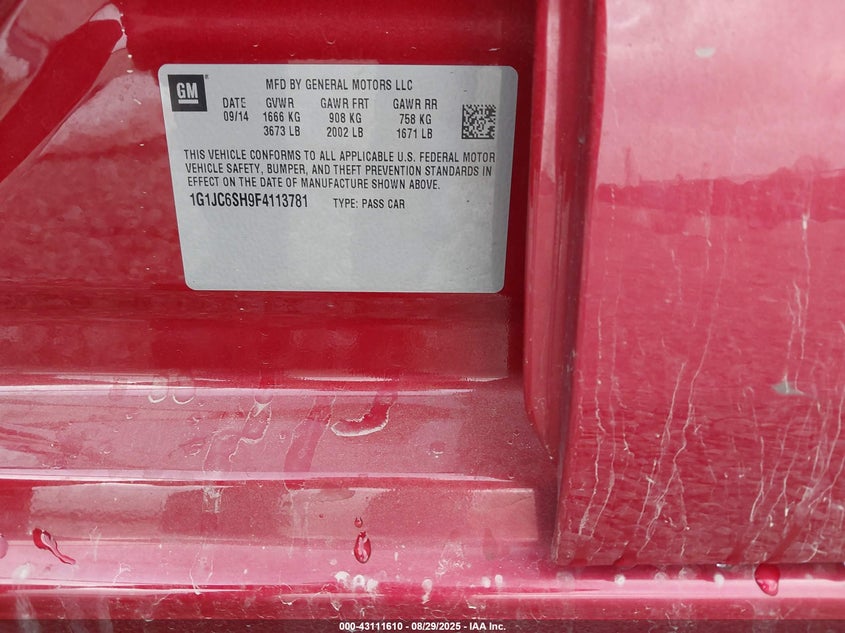 GM
MFD BY GENERAL MOTORS LLC
DATE GVWR GAWR FRT GAWR RR
09/14 1666 KG 908 KG 758 KG
3673 LB 2002 LB 1671 LB
THIS VEHICLE CONFORMS TO ALL APPLICABLE U.S. FEDERAL MOTOR
VEHICLE SAFETY, BUMPER, AND THEFT PREVENTION STANDARDS IN
EFFECT ON THE DATE OF MANUFACTURE SHOWN ABOVE.
1G1JC6SH9F4113781 TYPE: PASS CAR
000-43111610 - 08/29/2025 - IAA Inc.